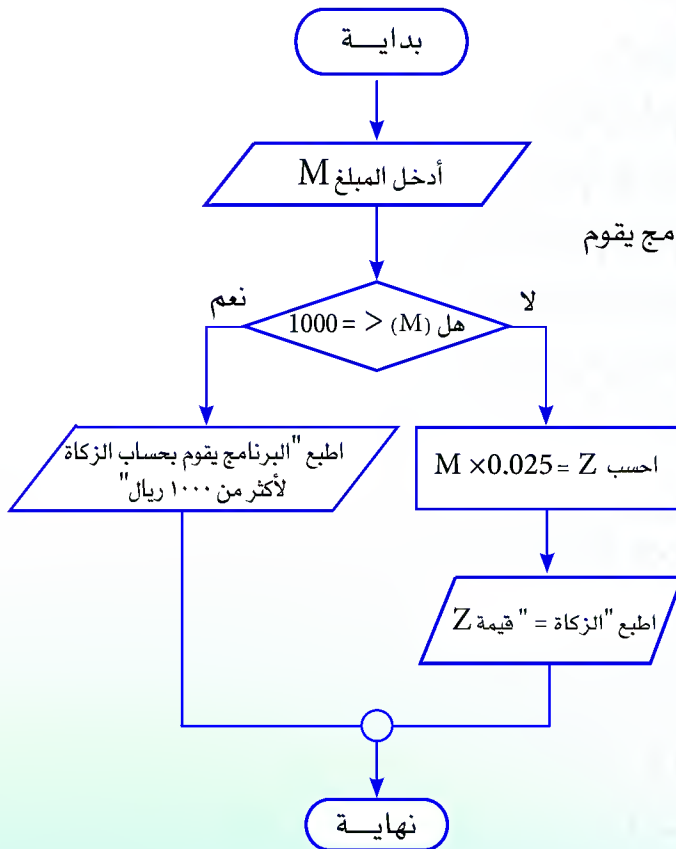 بدايـــة
أدخل المبلغ M
مج يقوم
نعم
لا
هل (M) > = 1000
اطبع "البرنامج يقوم بحساب الزكاة
لأكثر من ١٠٠٠ ريال"
احسب M ×0.025 = Z
اطبع "الزكاة = " قيمة Z
نهايـــة